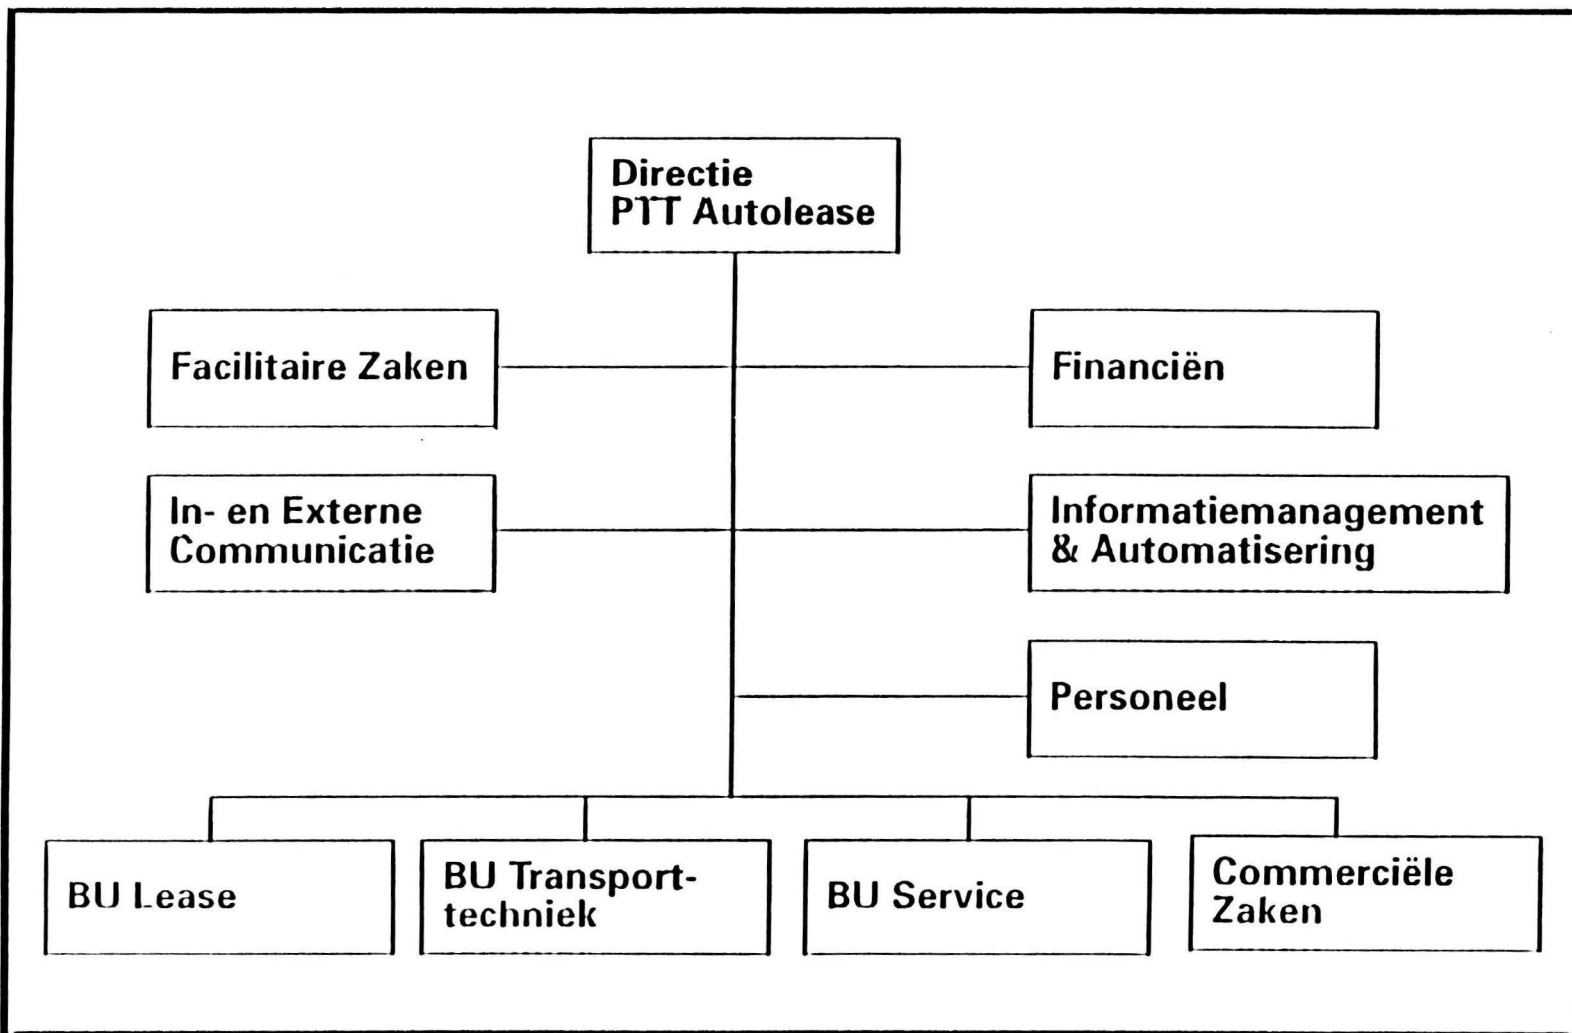 Directie
PTT Autolease
Facilitaire Zaken
Financiën
In- en Externe
Communicatie
Informatiemanagement
& Automatisering
Personeel
BU Lease
BU Transport-
techniek
BU Service
Commerciële
Zaken